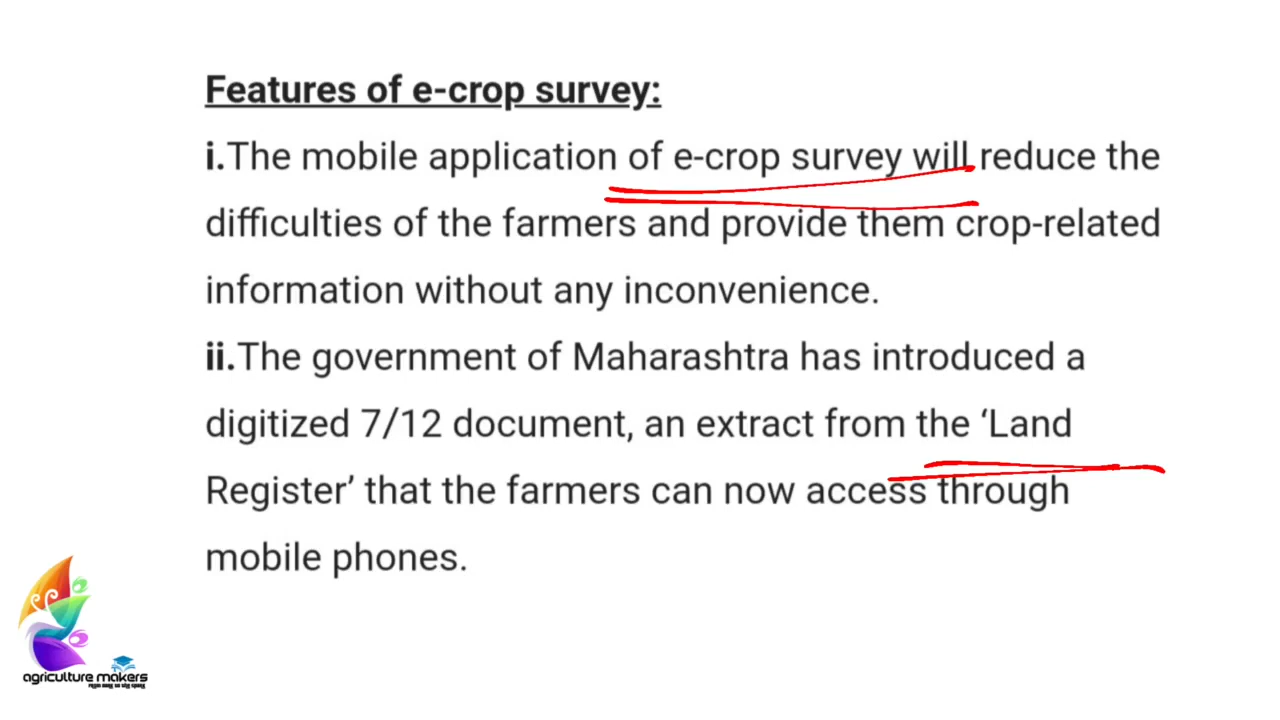 Features of e-crop survey:
i.The mobile application of e-crop survey will reduce the
difficulties of the farmers and provide them crop-related
information without any inconvenience.
ii.The government of Maharashtra has introduced a
digitized 7/12 document, an extract from the ‘Land
Register’ that the farmers can now access through
mobile phones.
agriculture makers